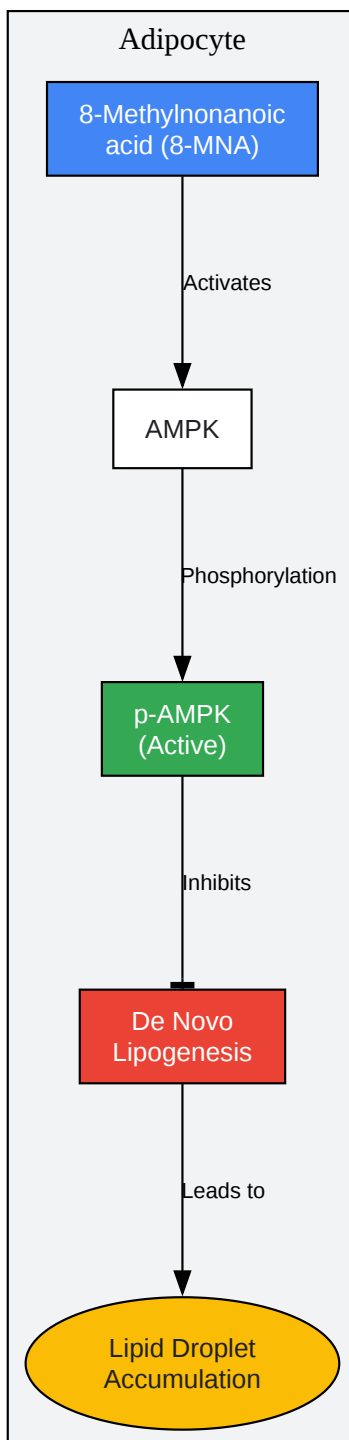 Adipocyte
8-Methylnonanoic
acid (8-MNA)
Activates
AMPK
Phosphorylation
p-AMPK
(Active)
Inhibits
De Novo
Lipogenesis
Leads to
Lipid Droplet
Accumulation